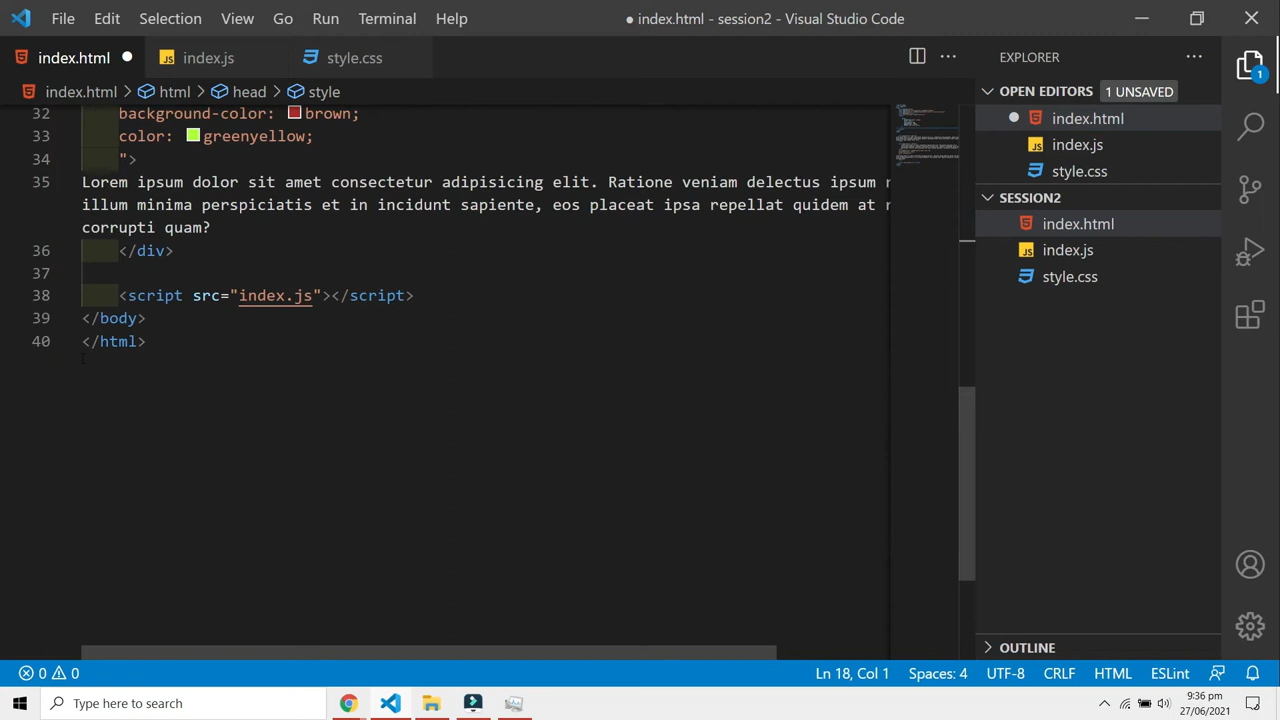 File Edit Selection View Go Run Terminal Help
● index.html - session2 - Visual Studio Code
index.html ● JS index.js style.css
index.html > html > head > style
32 background-color: brown;
33 color: greenyellow;
34 ">
35 Lorem ipsum dolor sit amet consectetur adipisicing elit. Ratione veniam delectus ipsum
illum minima perspiciatis et in incidunt sapiente, eos placeat ipsa repellat quidem at
corrupti quam?
36 </div>
37
38 <script src="index.js"></script>
39 </body>
40 </html>
EXPLORER
OPEN EDITORS 1 UNSAVED
● index.html
JS index.js
style.css
SESSION2
index.html
JS index.js
style.css
OUTLINE
1
0 0 Ln 18, Col 1 Spaces: 4 UTF-8 CRLF HTML ESLint
Type here to search
9:36 pm
27/06/2021